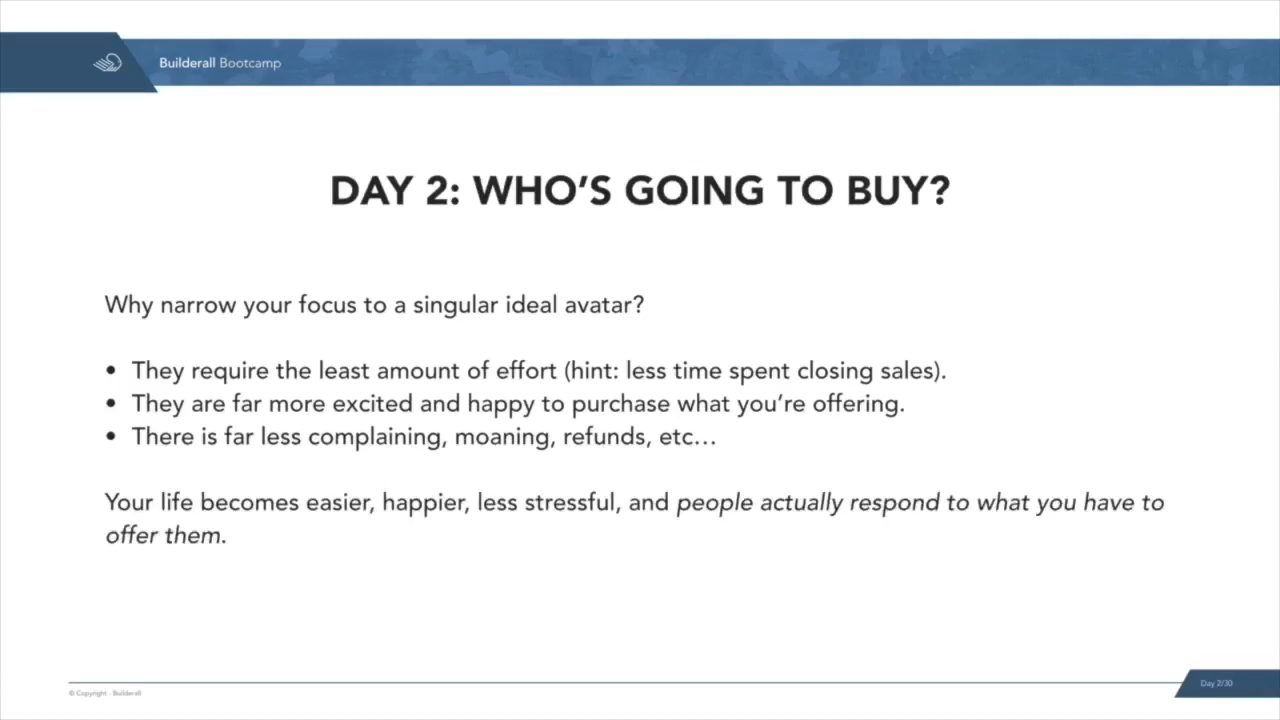 Builderall Bootcamp
DAY 2: WHO’S GOING TO BUY?
Why narrow your focus to a singular ideal avatar?
• They require the least amount of effort (hint: less time spent closing sales).
• They are far more excited and happy to purchase what you’re offering.
• There is far less complaining, moaning, refunds, etc…
Your life becomes easier, happier, less stressful, and people actually respond to what you have to
offer them.
© Copyright - Builderall
Day 2/30